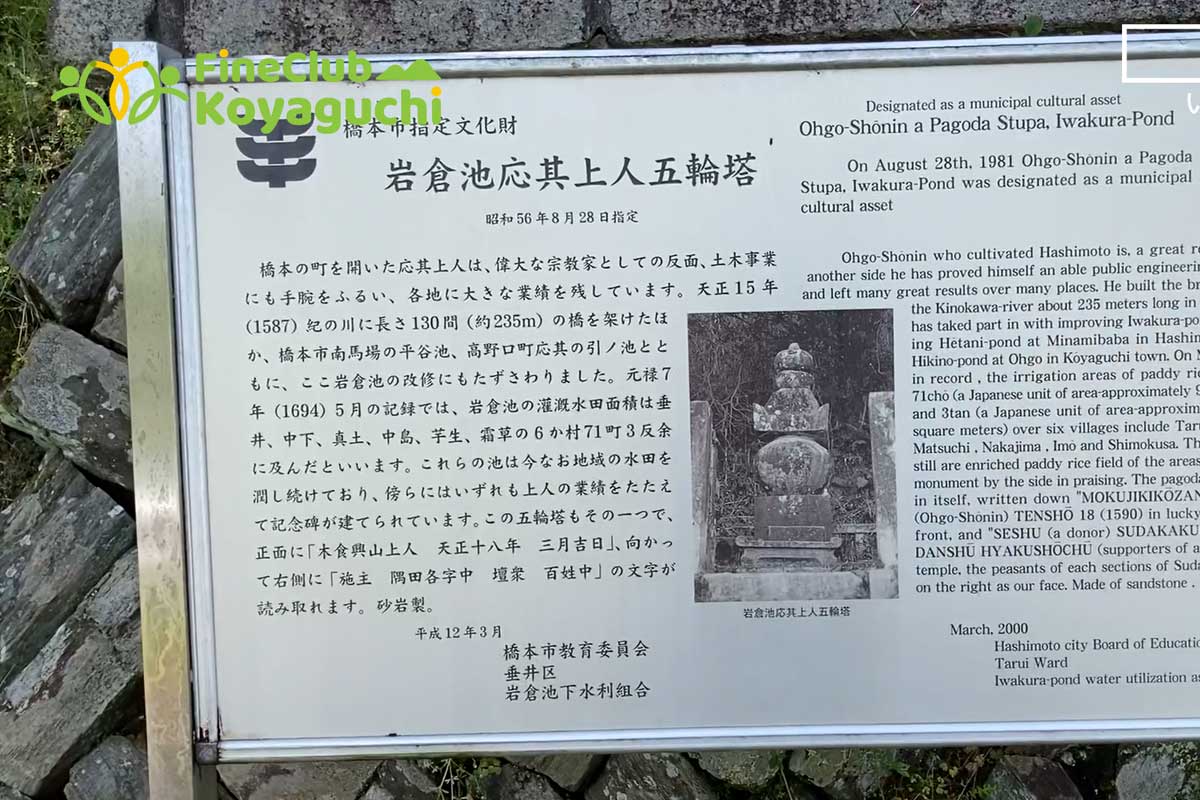 FineClub
Koyaguchi
橋本市指定文化財
岩倉池応其上人五輪塔
昭和56年8月28日指定
橋本の町を開いた応其上人は、偉大な宗教家としての反面、土木事業
にも手腕をふるい、各地に大きな業績を残しています。天正15年
(1587) 紀の川に長さ130間 (約235m) の橋を架けたほ
か、橋本市南馬場の平谷池、高野口町応其の引ノ池とと
もに、ここ岩倉池の改修にもたずさわりました。元禄7
年 (1694) 5月の記録では、岩倉池の灌漑水田面積は垂
井、中下、真土、中島、芋生、霜草の6か村71町3反余
に及んだといいます。これらの池は今なお地域の水田を
潤し続けており、傍らにはいずれも上人の業績をたたえ
て記念碑が建てられています。この五輪塔もその一つで、
正面に「木食興山上人 天正十八年 三月吉日」、向かっ
て右側に「施主 隅田各字中 壇衆 百姓中」の文字が
読み取れます。砂岩製。
平成12年3月
橋本市教育委員会
垂井区
岩倉池下水利組合
岩倉池応其上人五輪塔
Designated as a municipal cultural asset
Ohgo-Shōnin a Pagoda Stupa, Iwakura-Pond
On August 28th, 1981 Ohgo-Shōnin a Pagoda
Stupa, Iwakura-Pond was designated as a municipal
cultural asset
Ohgo-Shōnin who cultivated Hashimoto is, a great
another side he has proved himself an able public engineerin
and left many great results over many places. He built the
the Kinokawa-river about 235 meters long in
has taken part in with improving Iwakura-po
ing Hētani-pond at Minamibaba in Hashim
Hikino-pond at Ohgo in Kōyaguchi town. On
in record , the irrigation areas of paddy ric
71chō (a Japanese unit of area-approximately
and 3tan (a Japanese unit of area-approxim
square meters) over six villages include Taru
Matsuchi , Nakajima , Imō and Shimokusa. Th
still are enriched paddy rice field of the areas
monument by the side in praising. The pagoda
in itself, written down "MOKUJIKIKŌZAN
(Ohgo-Shōnin) TENSHŌ 18 (1590) in lucky
front, and "SESHU (a donor) SUDAKAKU
DANSHŪ HYAKUSHŌCHŪ (supporters of a
temple, the peasants of each sections of Suda
on the right as our face. Made of sandstone .
March, 2000
Hashimoto city Board of Educatio
Tarui Ward
Iwakura-pond water utilization as